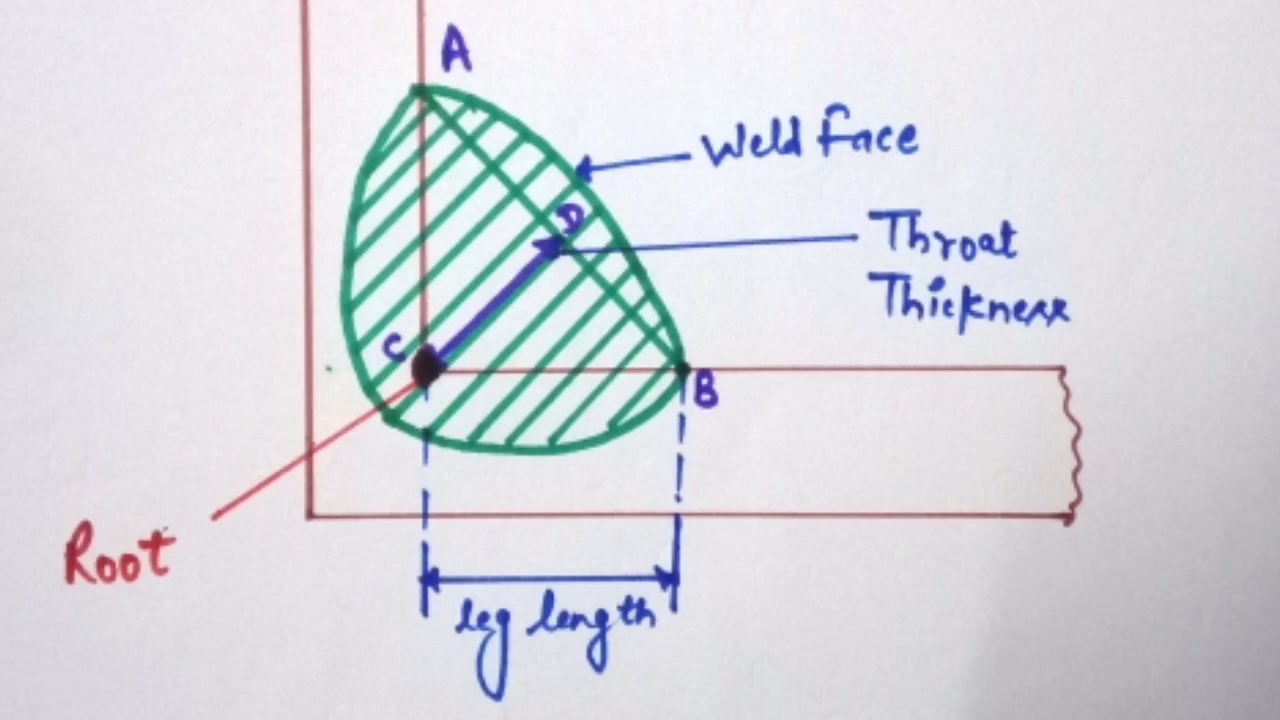 A
Weld face
D
Throat
Thickness
C
B
Root
leg length